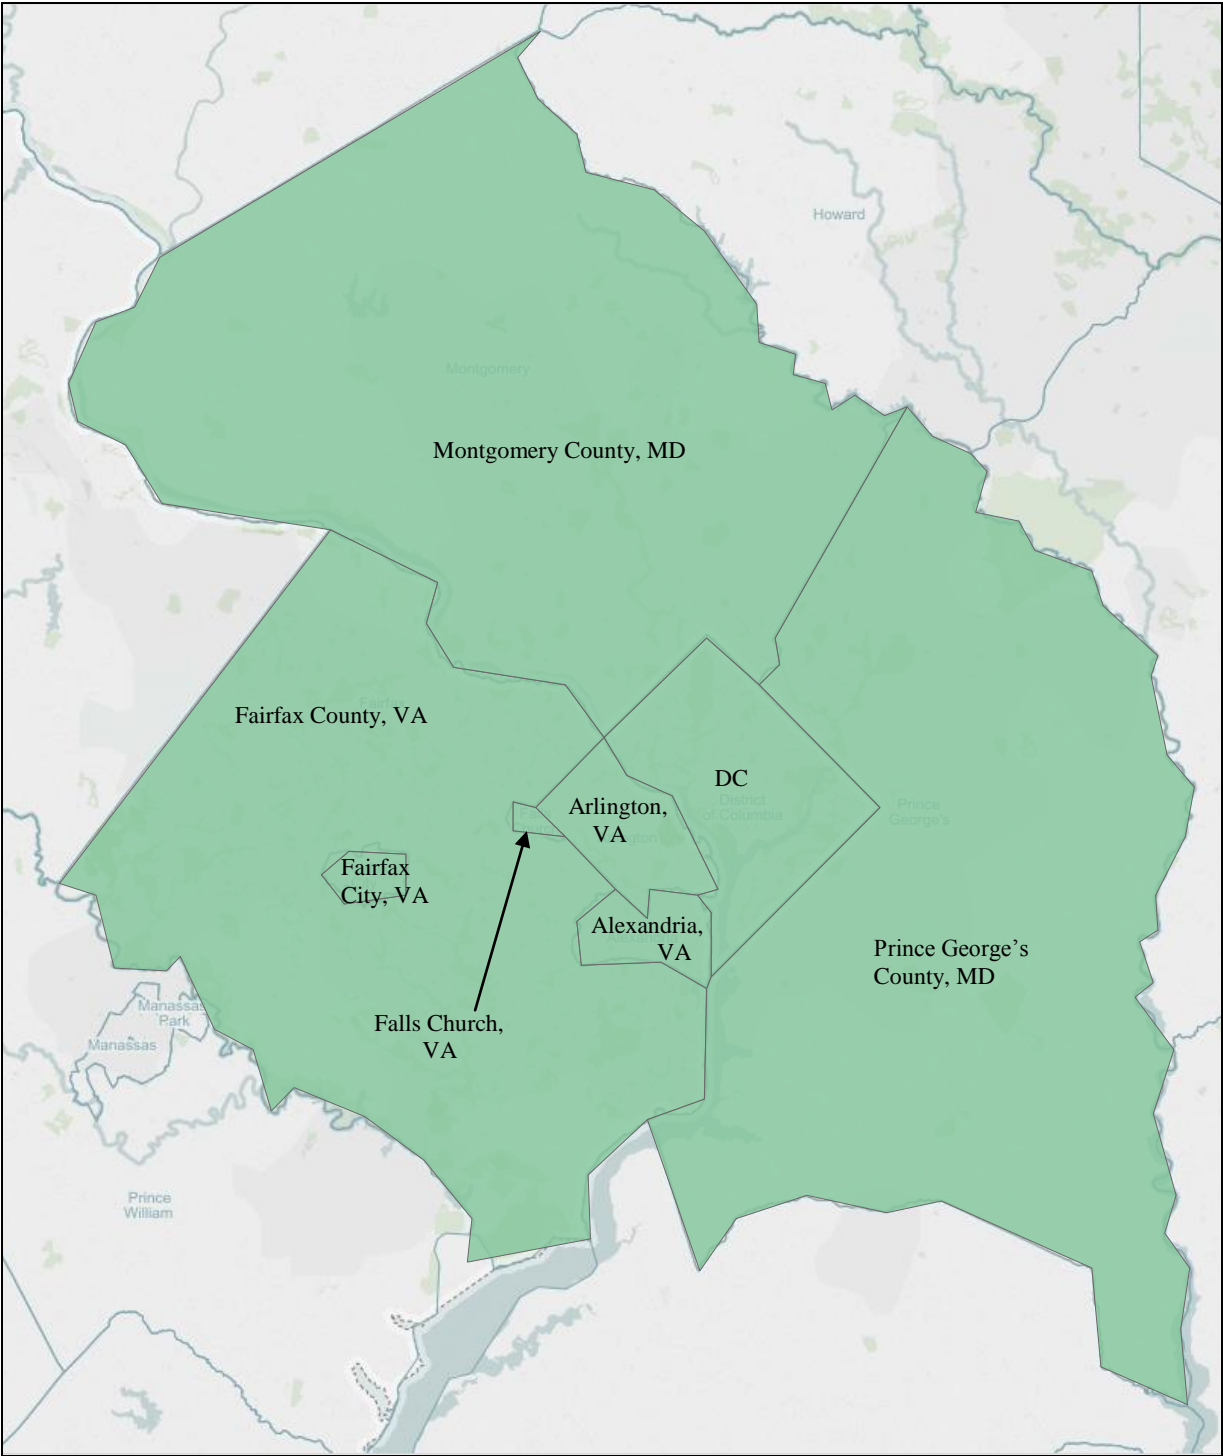 Howard
Montgomery
Montgomery County, MD
Fairfax
Fairfax County, VA
DC
District
of Columbia
Arlington,
VA
Prince
George's
Fairfax
City, VA
Alexandria,
VA
Prince George’s
County, MD
Manassas
Park
Manassas
Falls Church,
VA
Prince
William